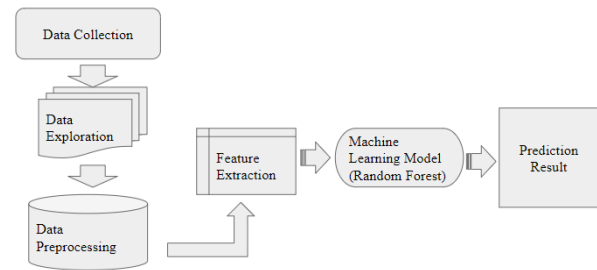 Data Collection
Data
Exploration
Data
Preprocessing
Feature
Extraction
Machine
Learning Model
(Random Forest)
Prediction
Result